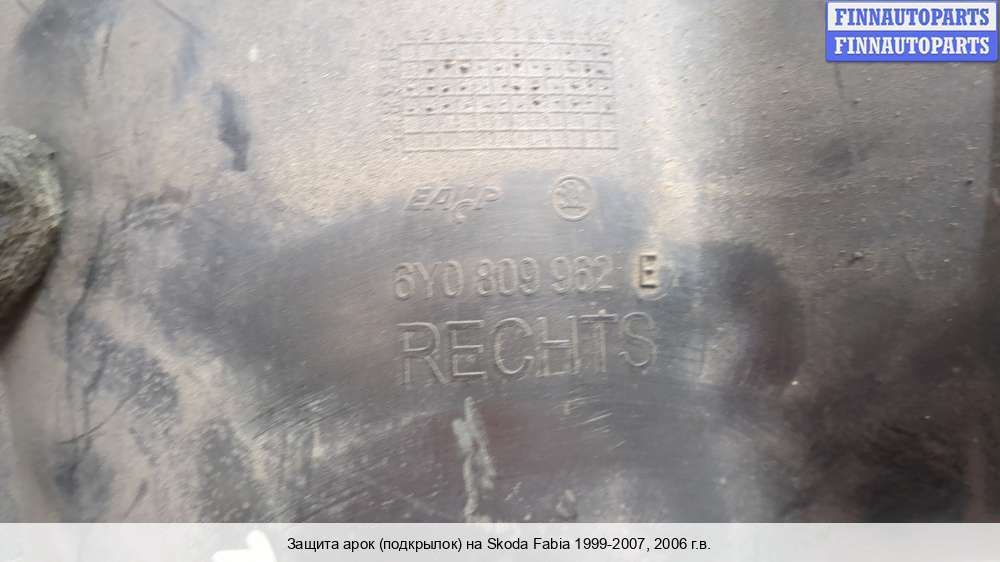 FINNAUTOPARTS
FINNAUTOPARTS
6Y0 809 962 E
RECHTS
Защита арок (подкрылок) на Skoda Fabia 1999-2007, 2006 г.в.